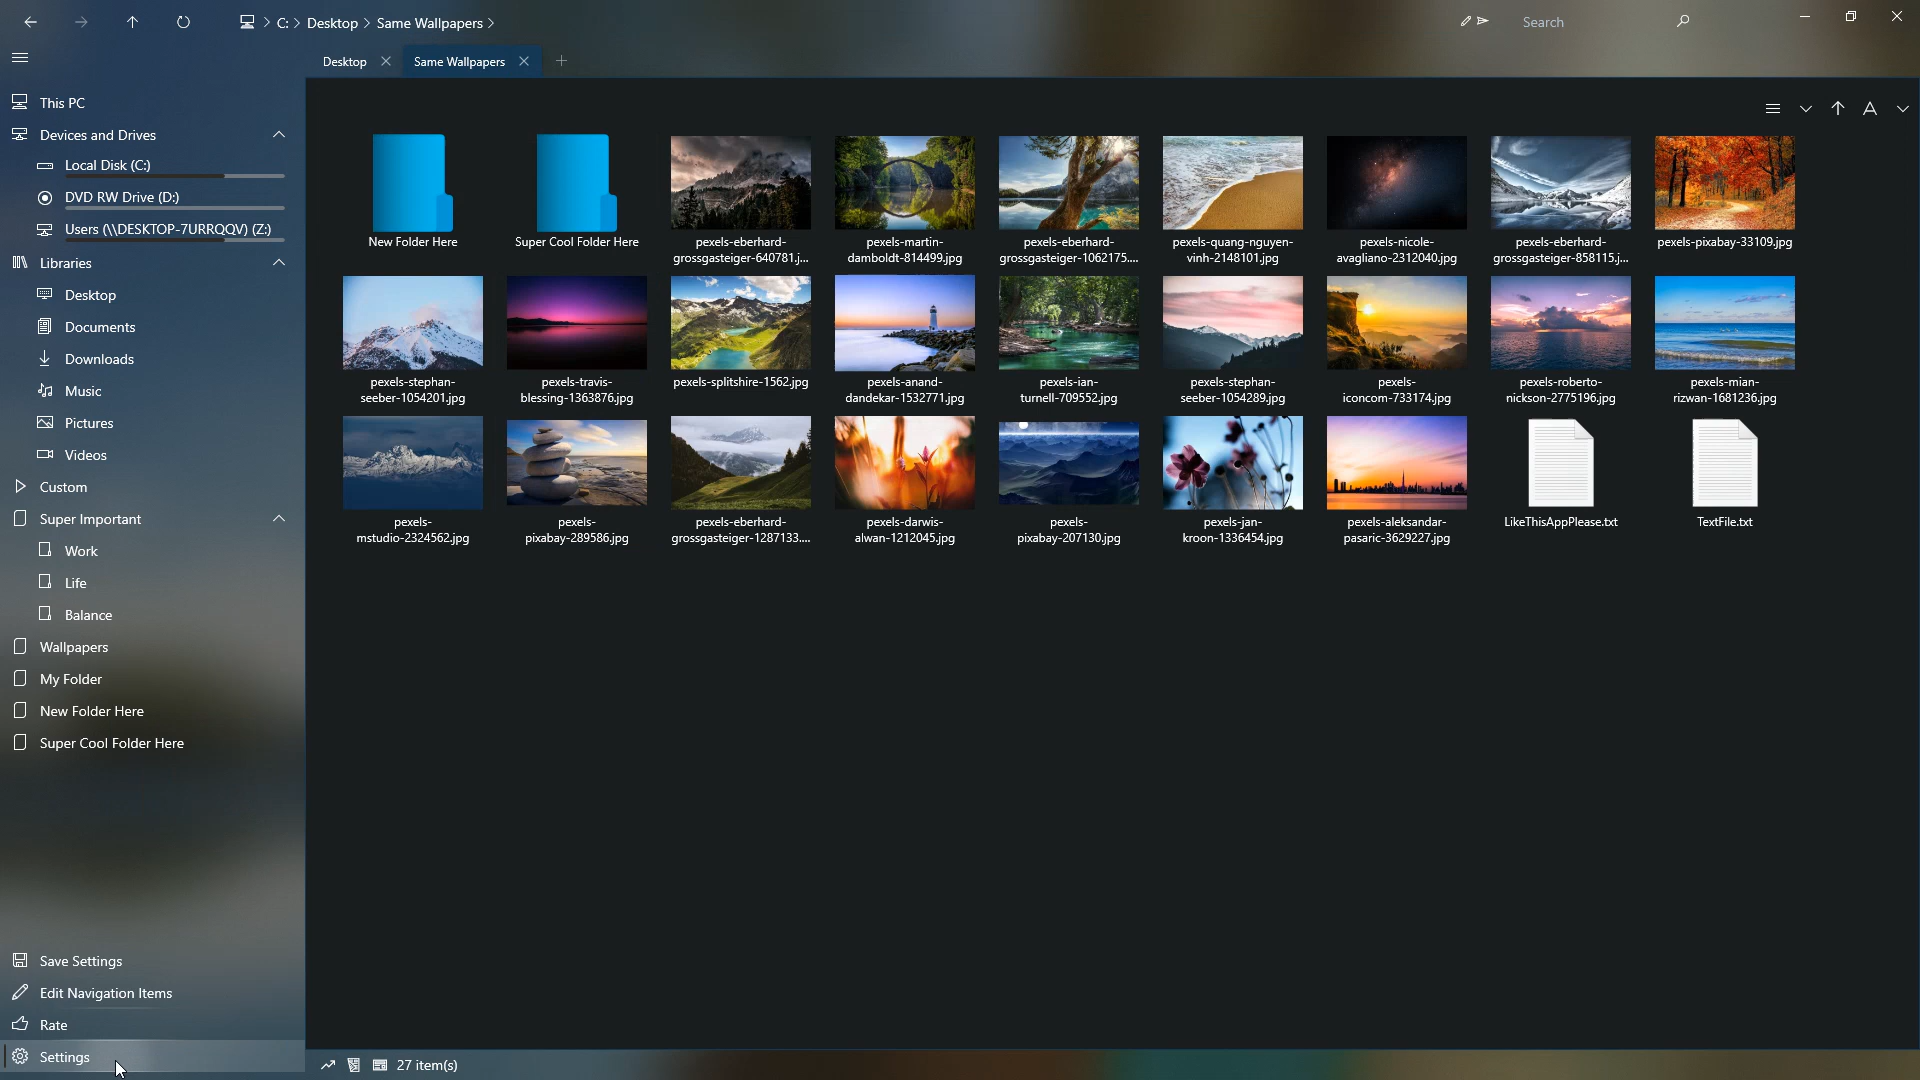 C: > Desktop > Same Wallpapers >
Search
Desktop
Same Wallpapers
This PC
Devices and Drives
Local Disk (C:)
DVD RW Drive (D:)
Users (\\DESKTOP-7URRQQV) (Z:)
Libraries
Desktop
Documents
Downloads
Music
Pictures
Videos
Custom
Super Important
Work
Life
Balance
Wallpapers
My Folder
New Folder Here
Super Cool Folder Here
Save Settings
Edit Navigation Items
Rate
Settings
A
New Folder Here
Super Cool Folder Here
pexels-eberhard-
grossgasteiger-640781.j...
pexels-martin-
damboldt-814499.jpg
pexels-eberhard-
grossgasteiger-1062175....
pexels-quang-nguyen-
vinh-2148101.jpg
pexels-nicole-
avagliano-2312040.jpg
pexels-eberhard-
grossgasteiger-858115.j...
pexels-pixabay-33109.jpg
pexels-stephan-
seeber-1054201.jpg
pexels-travis-
blessing-1363876.jpg
pexels-splitshire-1562.jpg
pexels-anand-
dandekar-1532771.jpg
pexels-ian-
turnell-709552.jpg
pexels-stephan-
seeber-1054289.jpg
pexels-
iconcom-733174.jpg
pexels-roberto-
nickson-2775196.jpg
pexels-mian-
rizwan-1681236.jpg
pexels-
mstudio-2324562.jpg
pexels-
pixabay-289586.jpg
pexels-eberhard-
grossgasteiger-1287133....
pexels-darwis-
alwan-1212045.jpg
pexels-
pixabay-207130.jpg
pexels-jan-
kroon-1336454.jpg
pexels-aleksandar-
pasaric-3629227.jpg
LikeThisAppPlease.txt
TextFile.txt
27 item(s)